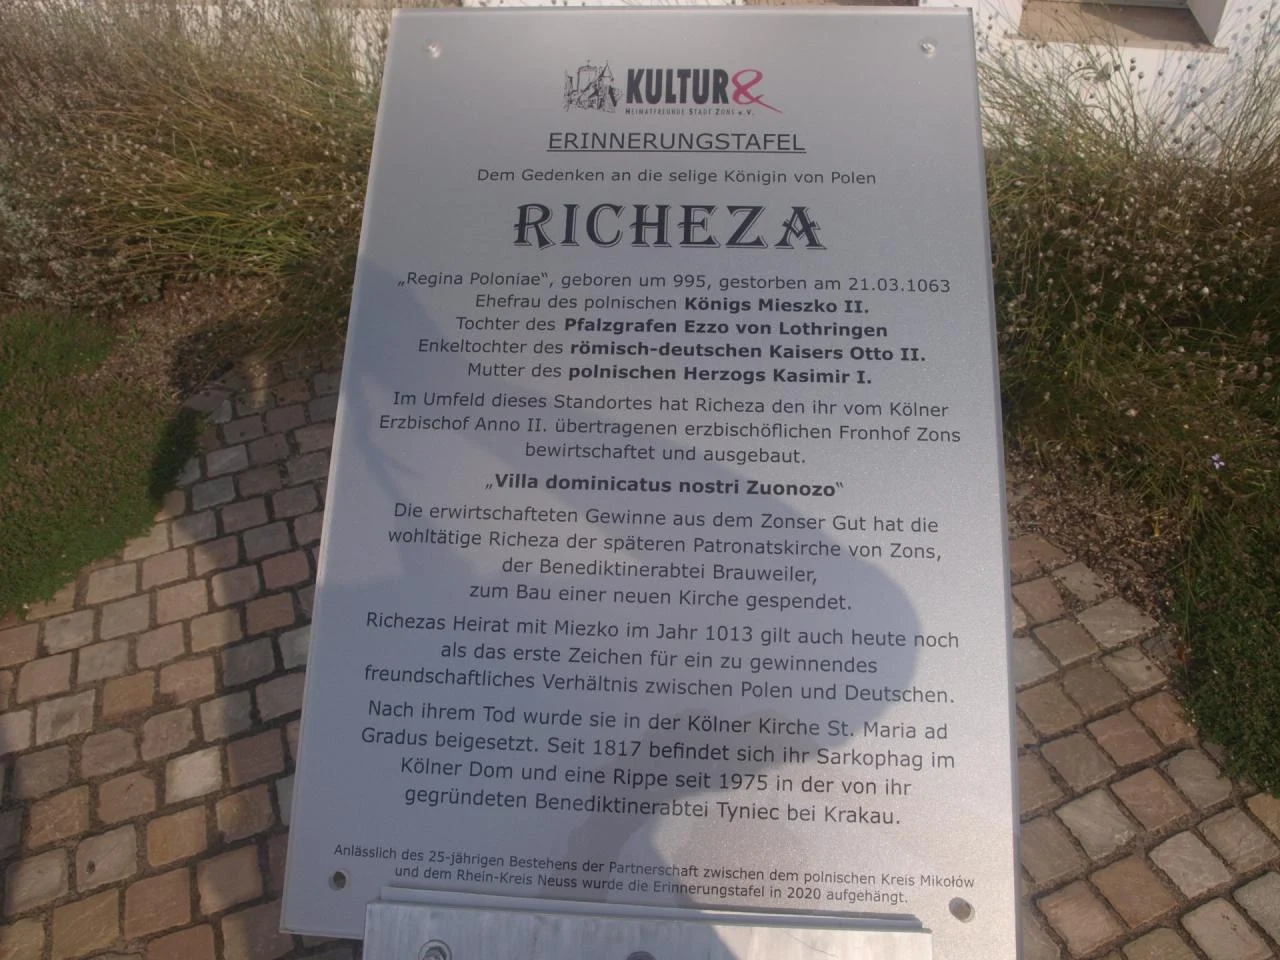 KULTUR&
HEIMATFREUNDE STADT ZONS e.V.
ERINNERUNGSTAFEL
Dem Gedenken an die selige Königin von Polen
RICHEZA
„Regina Poloniae“, geboren um 995, gestorben am 21.03.1063
Ehefrau des polnischen Königs Mieszko II.
Tochter des Pfalzgrafen Ezzo von Lothringen
Enkeltochter des römisch-deutschen Kaisers Otto II.
Mutter des polnischen Herzogs Kasimir I.
Im Umfeld dieses Standortes hat Richeza den ihr vom Kölner
Erzbischof Anno II. übertragenen erzbischöflichen Fronhof Zons
bewirtschaftet und ausgebaut.
„Villa dominicatus nostri Zuonozo“
Die erwirtschafteten Gewinne aus dem Zonser Gut hat die
wohltätige Richeza der späteren Patronatskirche von Zons,
der Benediktinerabtei Brauweiler,
zum Bau einer neuen Kirche gespendet.
Richezas Heirat mit Miezko im Jahr 1013 gilt auch heute noch
als das erste Zeichen für ein zu gewinnendes
freundschaftliches Verhältnis zwischen Polen und Deutschen.
Nach ihrem Tod wurde sie in der Kölner Kirche St. Maria ad
Gradus beigesetzt. Seit 1817 befindet sich ihr Sarkophag im
Kölner Dom und eine Rippe seit 1975 in der von ihr
gegründeten Benediktinerabtei Tyniec bei Krakau.
Anlässlich des 25-jährigen Bestehens der Partnerschaft zwischen dem polnischen Kreis Mikołów
und dem Rhein-Kreis Neuss wurde die Erinnerungstafel in 2020 aufgehängt.